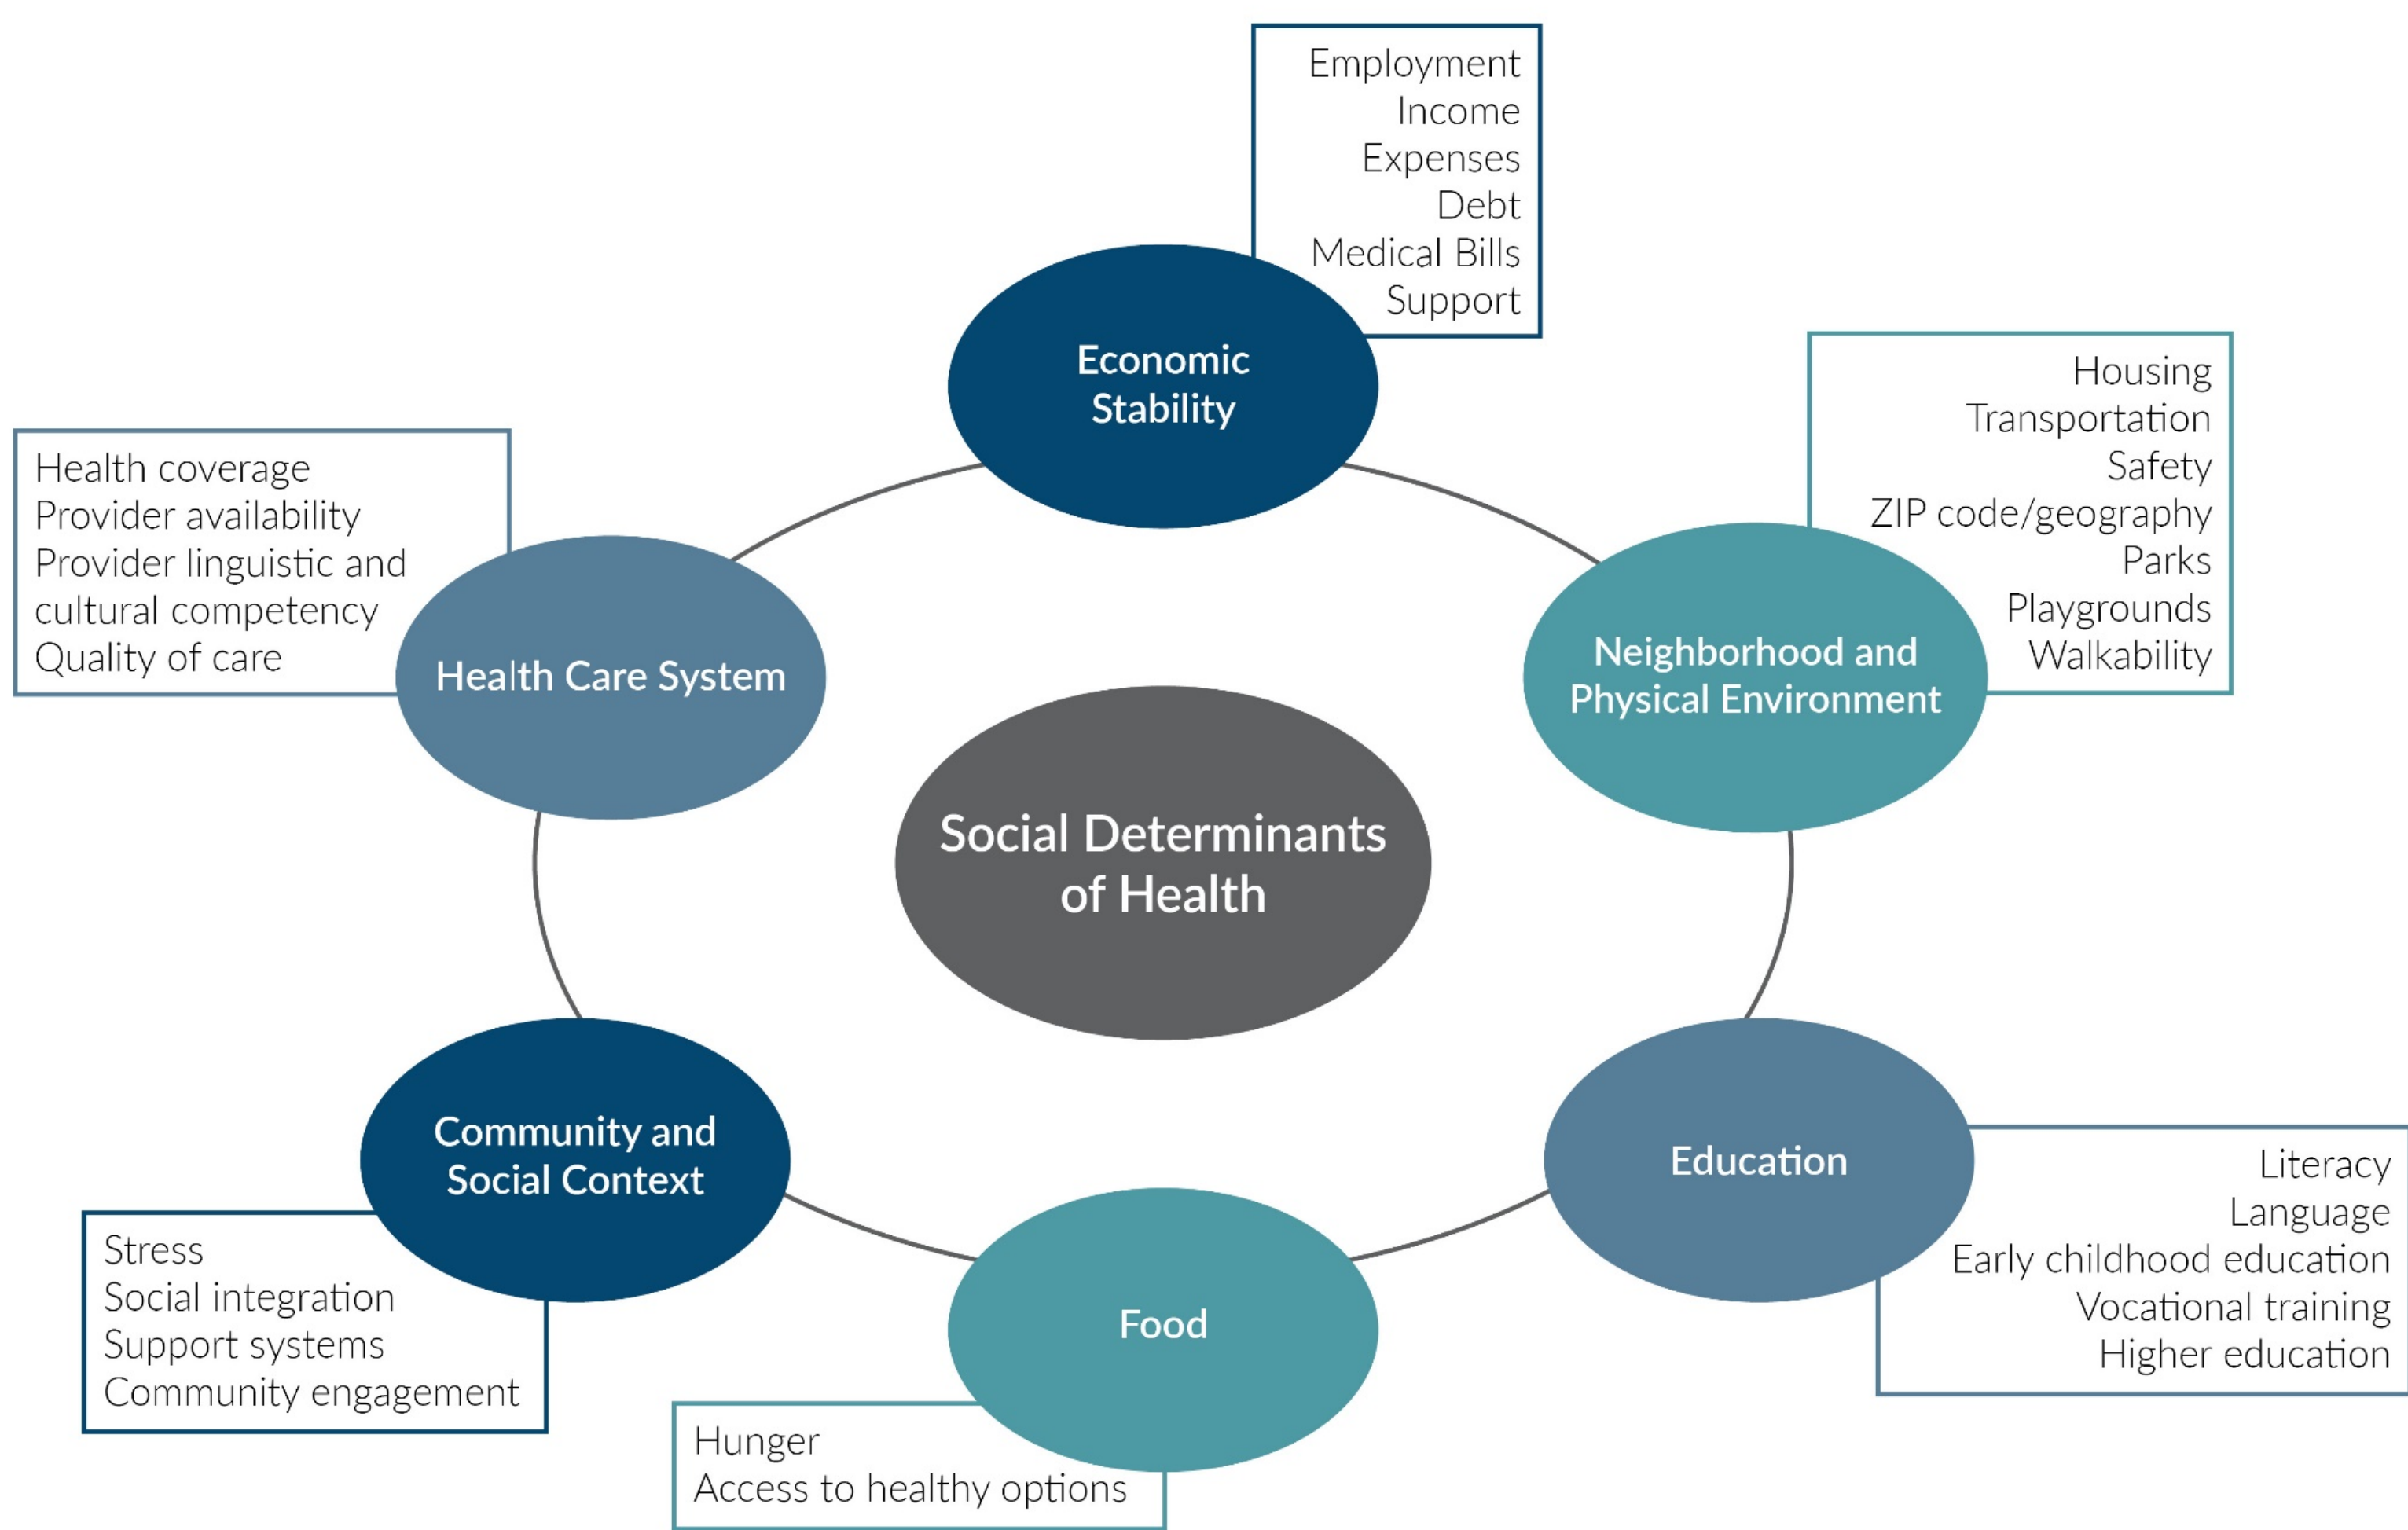 Employment
Income
Expenses
Debt
Medical Bills
Support
Economic
Stability
Housing
Transportation
Safety
ZIP code/geography
Parks
Playgrounds
Walkability
Neighborhood and
Physical Environment
Health coverage
Provider availability
Provider linguistic and
cultural competency
Quality of care
Health Care System
Social Determinants
of Health
Community and
Social Context
Stress
Social integration
Support systems
Community engagement
Education
Literacy
Language
Early childhood education
Vocational training
Higher education
Food
Hunger
Access to healthy options